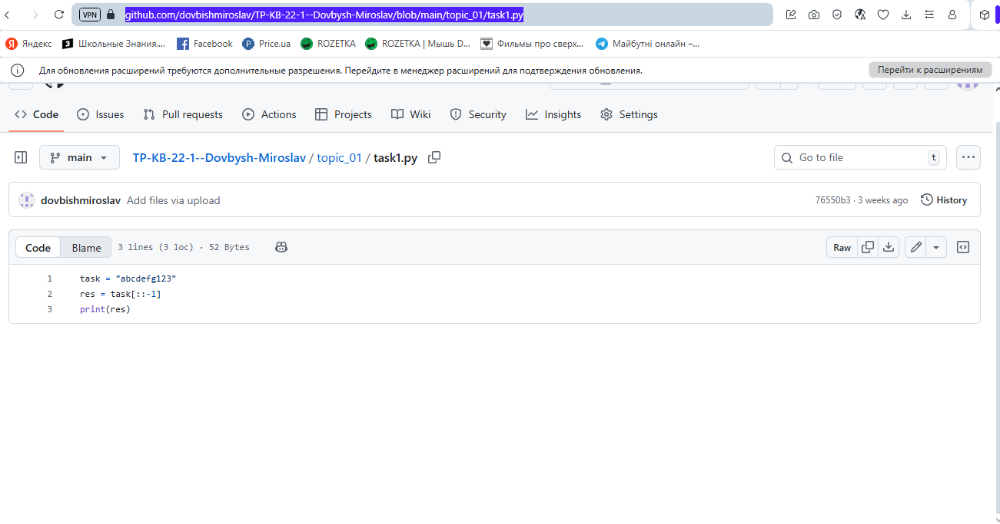 VPN github.com/dovbishmiroslav/TP-KB-22-1--Dovbysh-Miroslav/blob/main/topic_01/task1.py
Яндекс Школьные Знания.... Facebook Price.ua ROZETKA ROZETKA | Мышь D... Фильмы про сверх... Майбутні онлайн –...
Для обновления расширений требуются дополнительные разрешения. Перейдите в менеджер расширений для подтверждения обновления. Перейти к расширениям
Code Issues Pull requests Actions Projects Wiki Security Insights Settings
main TP-KB-22-1--Dovbysh-Miroslav / topic_01 / task1.py Go to file t
dovbishmiroslav Add files via upload 76550b3 · 3 weeks ago History
Code Blame 3 lines (3 loc) · 52 Bytes Raw
1 task = "abcdefg123"
2 res = task[::-1]
3 print(res)